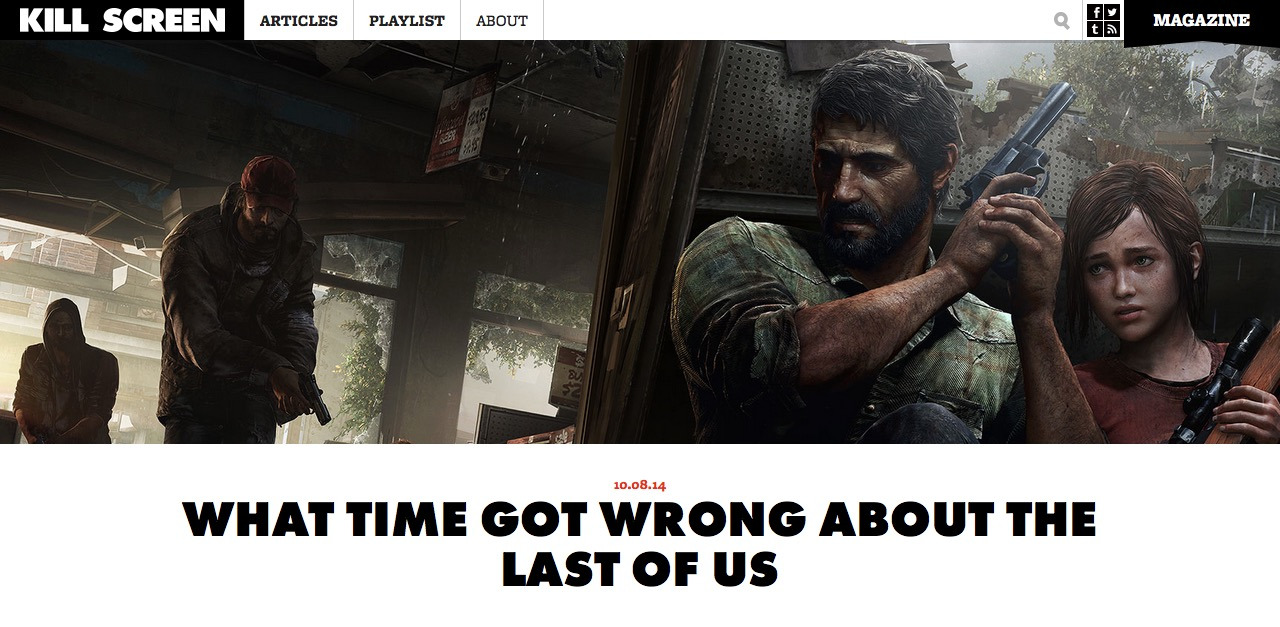 KILL SCREEN
ARTICLES
PLAYLIST
ABOUT
MAGAZINE
10.08.14
WHAT TIME GOT WRONG ABOUT THE
LAST OF US